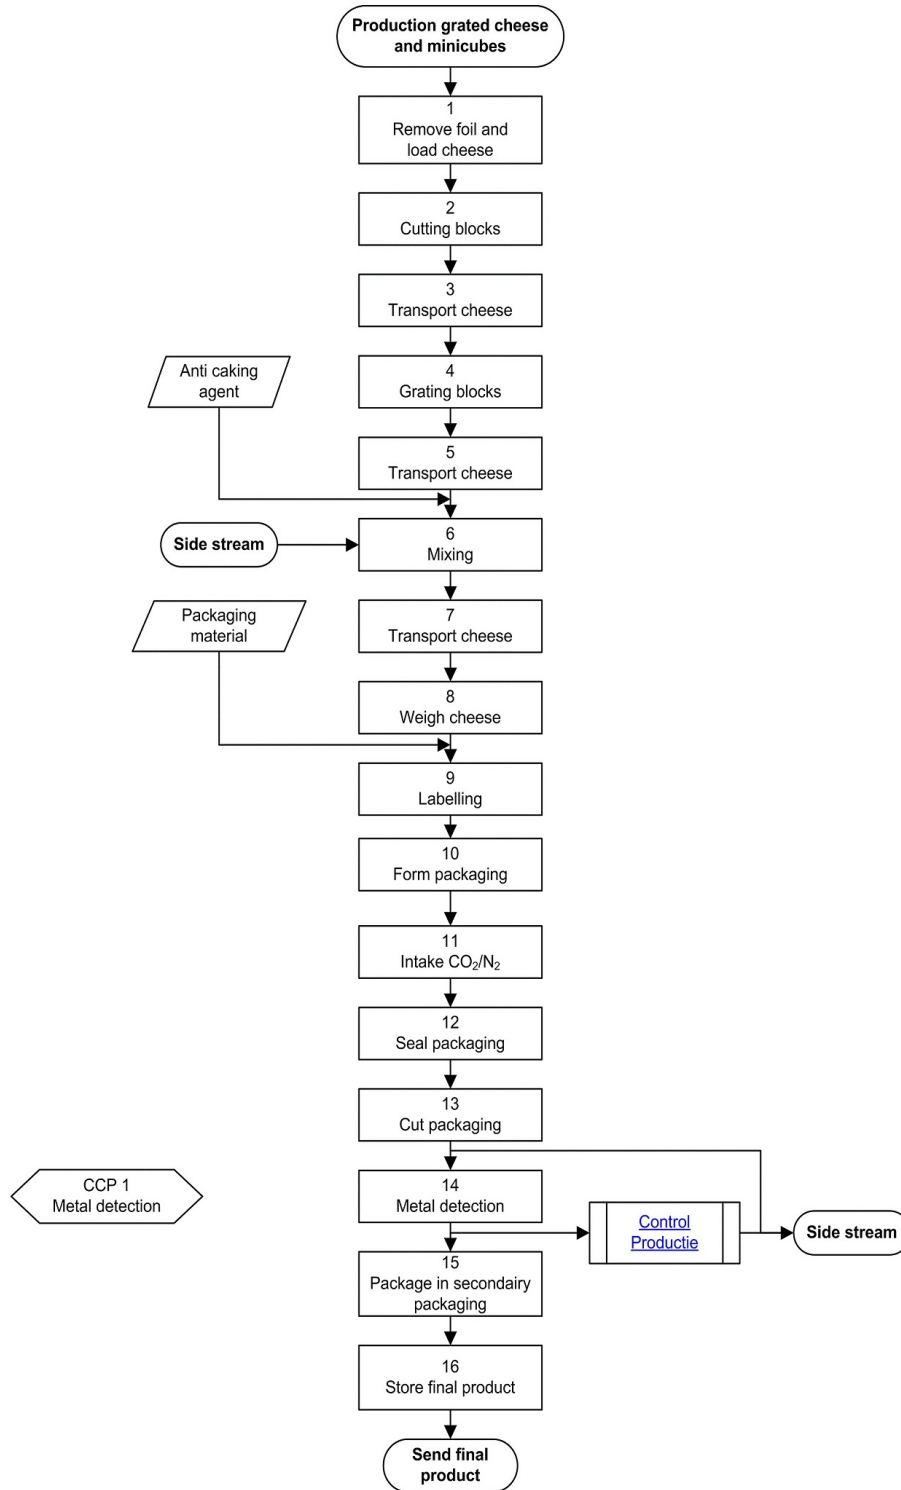 Production grated cheese
and minicubes
1
Remove foil and
load cheese
2
Cutting blocks
3
Transport cheese
Anti caking
agent
4
Grating blocks
5
Transport cheese
Side stream
6
Mixing
Packaging
material
7
Transport cheese
8
Weigh cheese
9
Labelling
10
Form packaging
11
Intake CO₂/N₂
12
Seal packaging
13
Cut packaging
CCP 1
Metal detection
14
Metal detection
Control
Productie
Side stream
15
Package in secondairy
packaging
16
Store final product
Send final
product